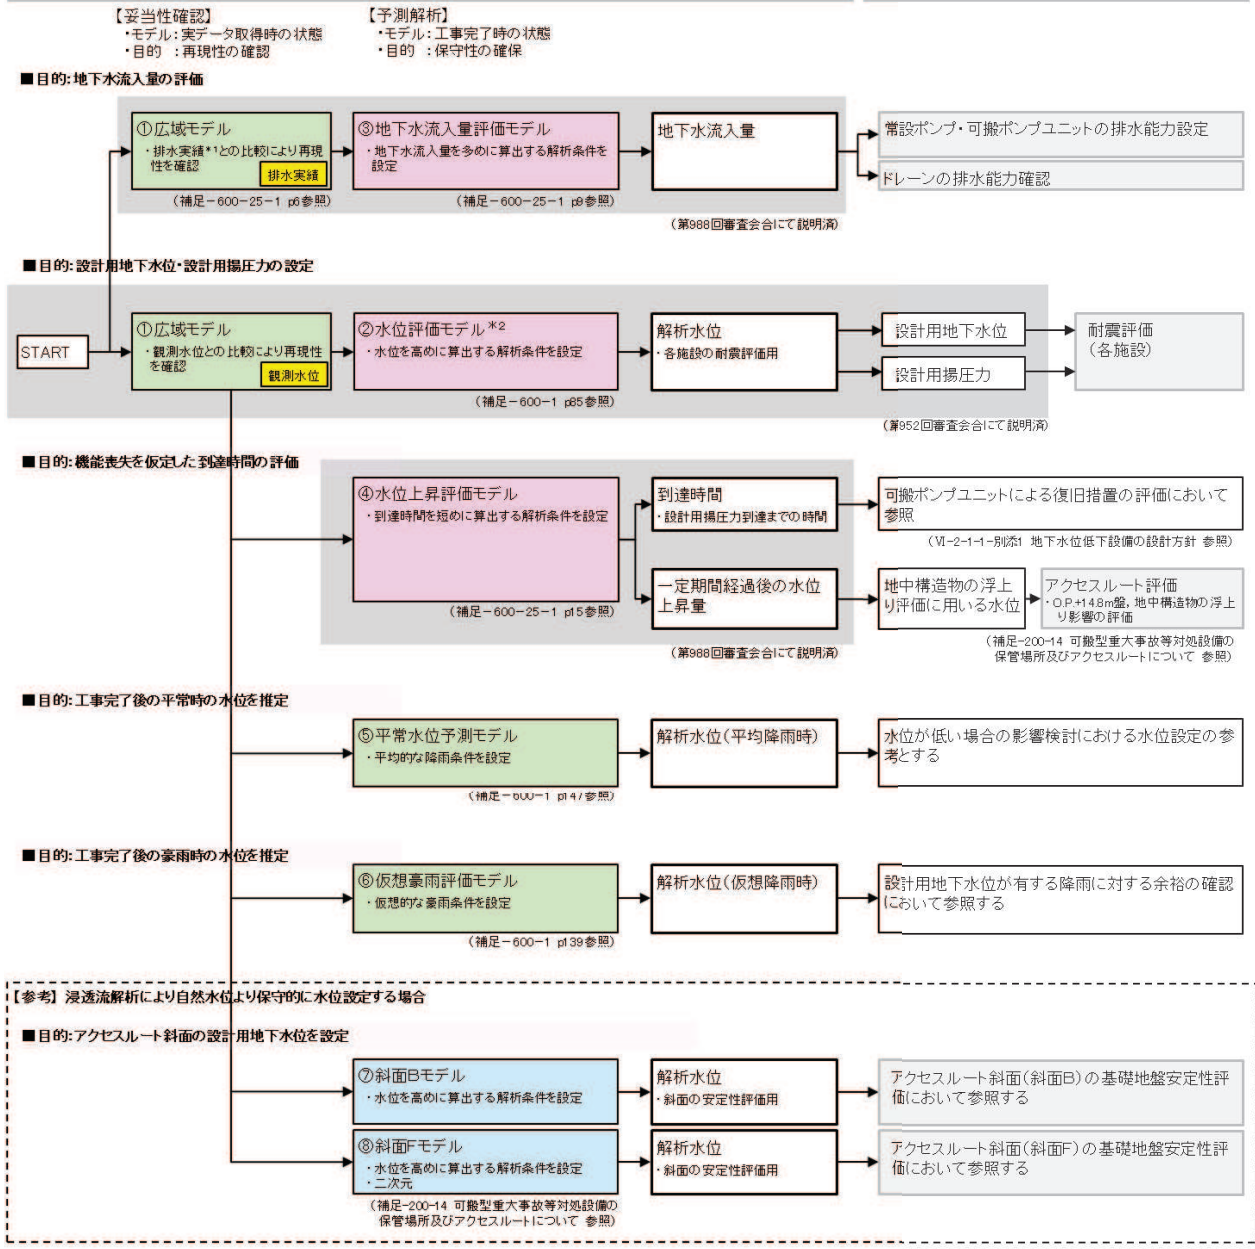 【妥当性確認】
・モデル:実データ取得時の状態
・目的 :再現性の確認
【予測解析】
・モデル:工事完了時の状態
・目的 :保守性の確保
■目的:地下水流入量の評価
①広域モデル
・排水実績*1との比較により再現
性を確認
排水実績
(補足-600-25-1 p6参照)
③地下水流入量評価モデル
・地下水流入量を多めに算出する解析条件を
設定
(補足-600-25-1 p9参照)
地下水流入量
(第988回審査会合にて説明済)
常設ポンプ・可搬ポンプユニットの排水能力設定
ドレーンの排水能力確認
■目的:設計用地下水位・設計用揚圧力の設定
START
①広域モデル
・観測水位との比較により再現性
を確認
観測水位
②水位評価モデル*2
・水位を高めに算出する解析条件を設定
(補足-600-1 p85参照)
解析水位
・各施設の耐震評価用
設計用地下水位
設計用揚圧力
耐震評価
(各施設)
(第952回審査会合にて説明済)
■目的:機能喪失を仮定した到達時間の評価
④水位上昇評価モデル
・到達時間を短めに算出する解析条件を設定
(補足-600-25-1 p15参照)
到達時間
・設計用揚圧力到達までの時間
可搬ポンプユニットによる復旧措置の評価において
参照
(Ⅵ-2-1-1-別添1 地下水位低下設備の設計方針 参照)
一定期間経過後の水位
上昇量
(第988回審査会合にて説明済)
地中構造物の浮上
り評価に用いる水位
アクセスルート評価
・O.P.+14.8m盤,地中構造物の浮上
り影響の評価
(補足-200-14 可搬型重大事故等対処設備の
保管場所及びアクセスルートについて 参照)
■目的:工事完了後の平常時の水位を推定
⑤平常水位予測モデル
・平均的な降雨条件を設定
(補足-600-1 p147参照)
解析水位(平均降雨時)
水位が低い場合の影響検討における水位設定の参
考とする
■目的:工事完了後の豪雨時の水位を推定
⑥仮想豪雨評価モデル
・仮想的な豪雨条件を設定
(補足-600-1 p139参照)
解析水位(仮想降雨時)
設計用地下水位が有する降雨に対する余裕の確認
において参照する
【参考】浸透流解析により自然水位より保守的に水位設定する場合
■目的:アクセスルート斜面の設計用地下水位を設定
⑦斜面Bモデル
・水位を高めに算出する解析条件を設定
解析水位
・斜面の安定性評価用
アクセスルート斜面(斜面B)の基礎地盤安定性評
価において参照する
⑧斜面Fモデル
・水位を高めに算出する解析条件を設定
・二次元
(補足-200-14 可搬型重大事故等対処設備の
保管場所及びアクセスルートについて 参照)
解析水位
・斜面の安定性評価用
アクセスルート斜面(斜面F)の基礎地盤安定性評
価において参照する